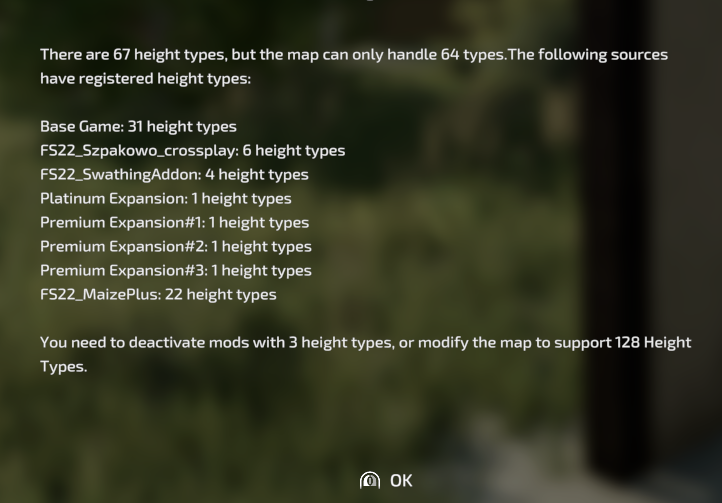 There are 67 height types, but the map can only handle 64 types.The following sources
have registered height types:
Base Game: 31 height types
FS22_Szpakowo_crossplay: 6 height types
FS22_SwathingAddon: 4 height types
Platinum Expansion: 1 height types
Premium Expansion#1: 1 height types
Premium Expansion#2: 1 height types
Premium Expansion#3: 1 height types
FS22_MaizePlus: 22 height types
You need to deactivate mods with 3 height types, or modify the map to support 128 Height
Types.
OK